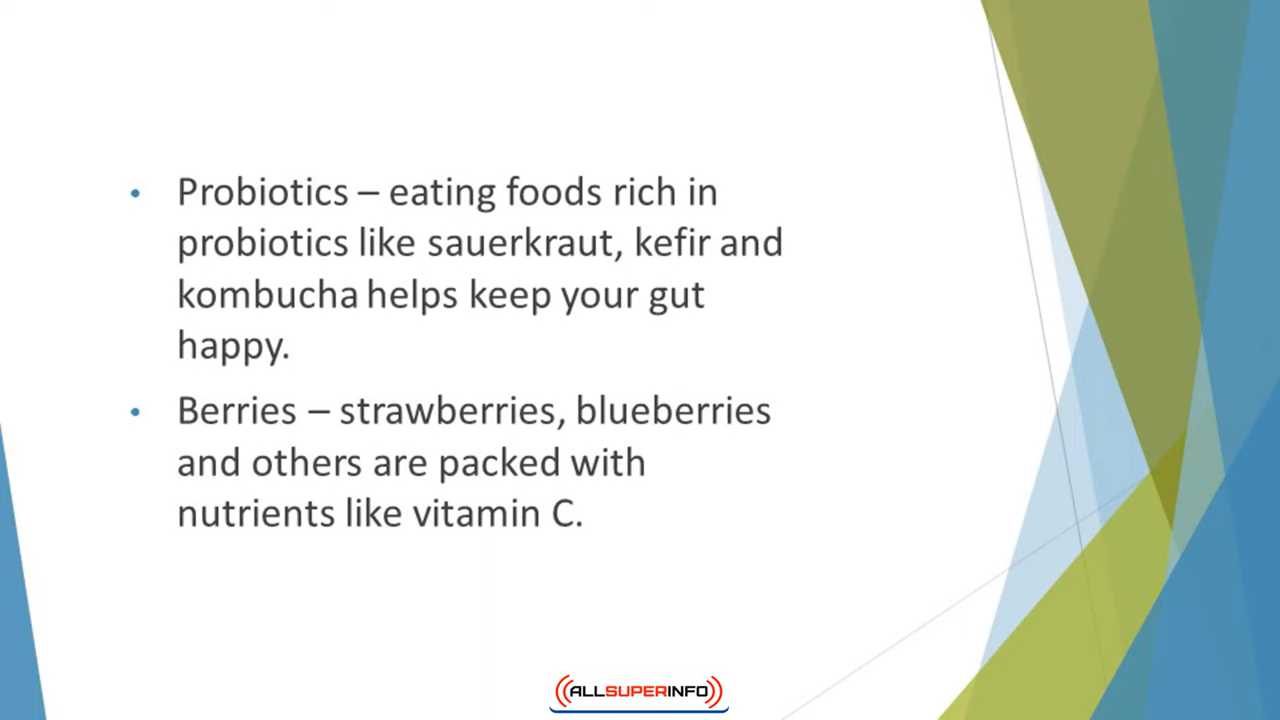 • Probiotics – eating foods rich in
probiotics like sauerkraut, kefir and
kombucha helps keep your gut
happy.
• Berries – strawberries, blueberries
and others are packed with
nutrients like vitamin C.
ALLSUPERINFO